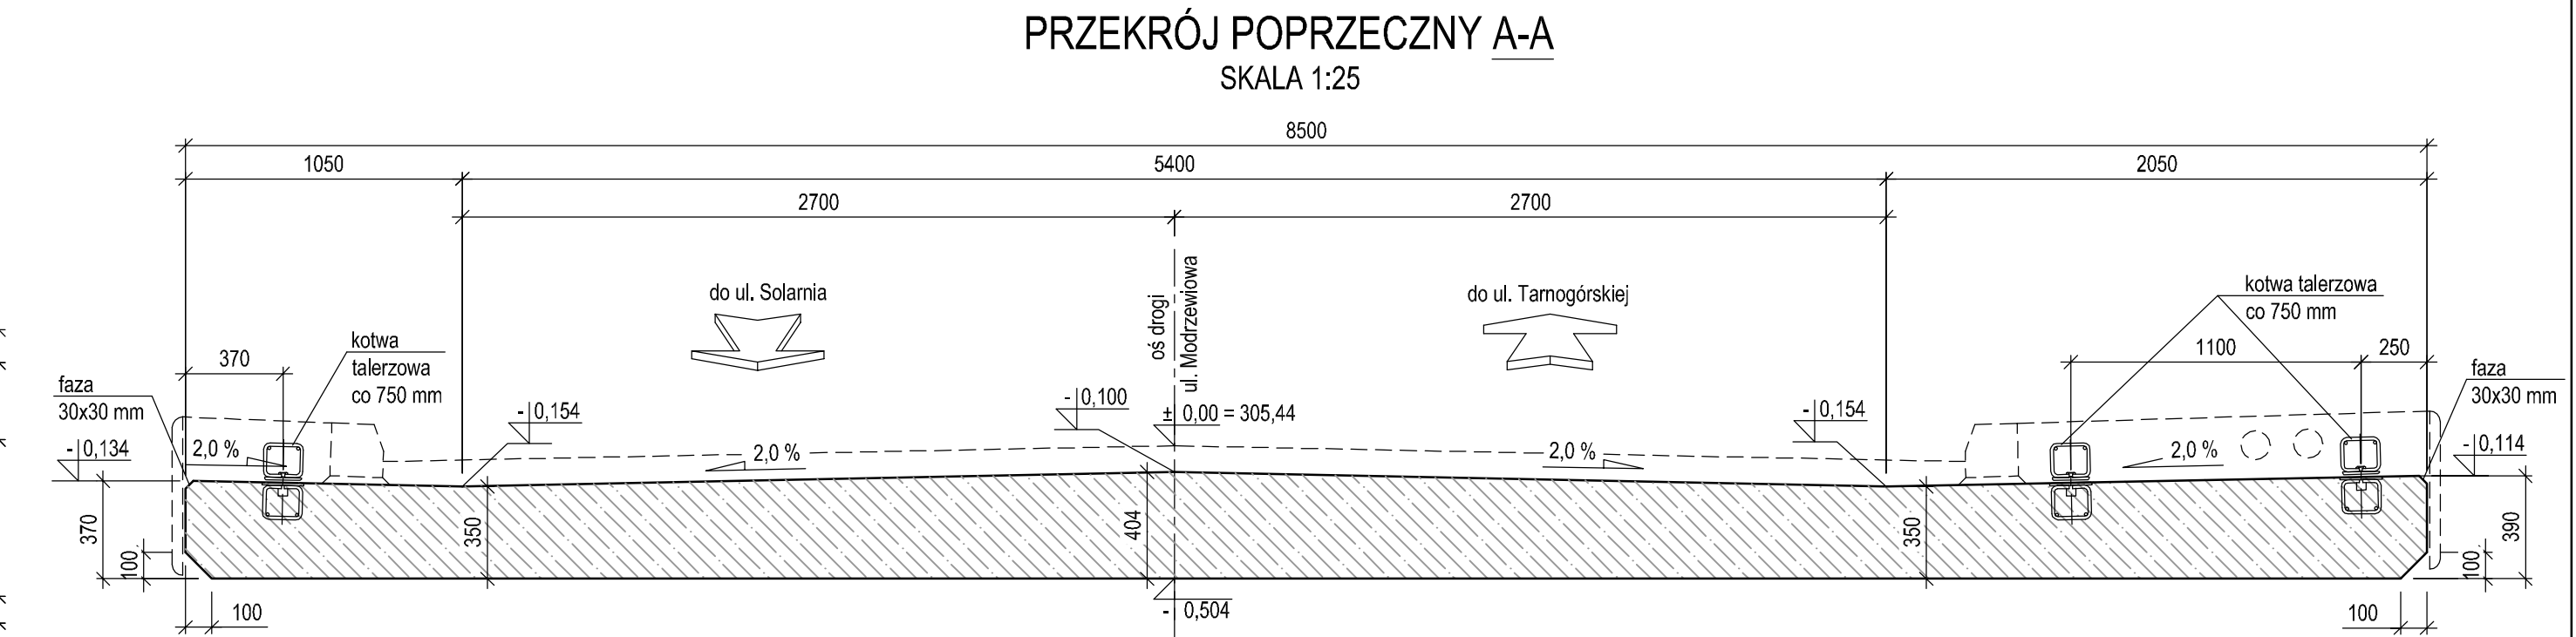 PRZEKRÓJ POPRZECZNY A-A
SKALA 1:25
8500
1050
5400
2050
2700
2700
do ul. Solarnia
oś drogi
ul. Modrzewiowa
do ul. Tarnogórskiej
kotwa talerzowa
co 750 mm
370
kotwa
talerzowa
co 750 mm
1100
250
faza
30x30 mm
faza
30x30 mm
- 0,154
- 0,100
± 0,00 = 305,44
- 0,154
- 0,134
2,0 %
2,0 %
2,0 %
2,0 %
- 0,114
370
100
350
404
350
390
100
100
- 0,504
100